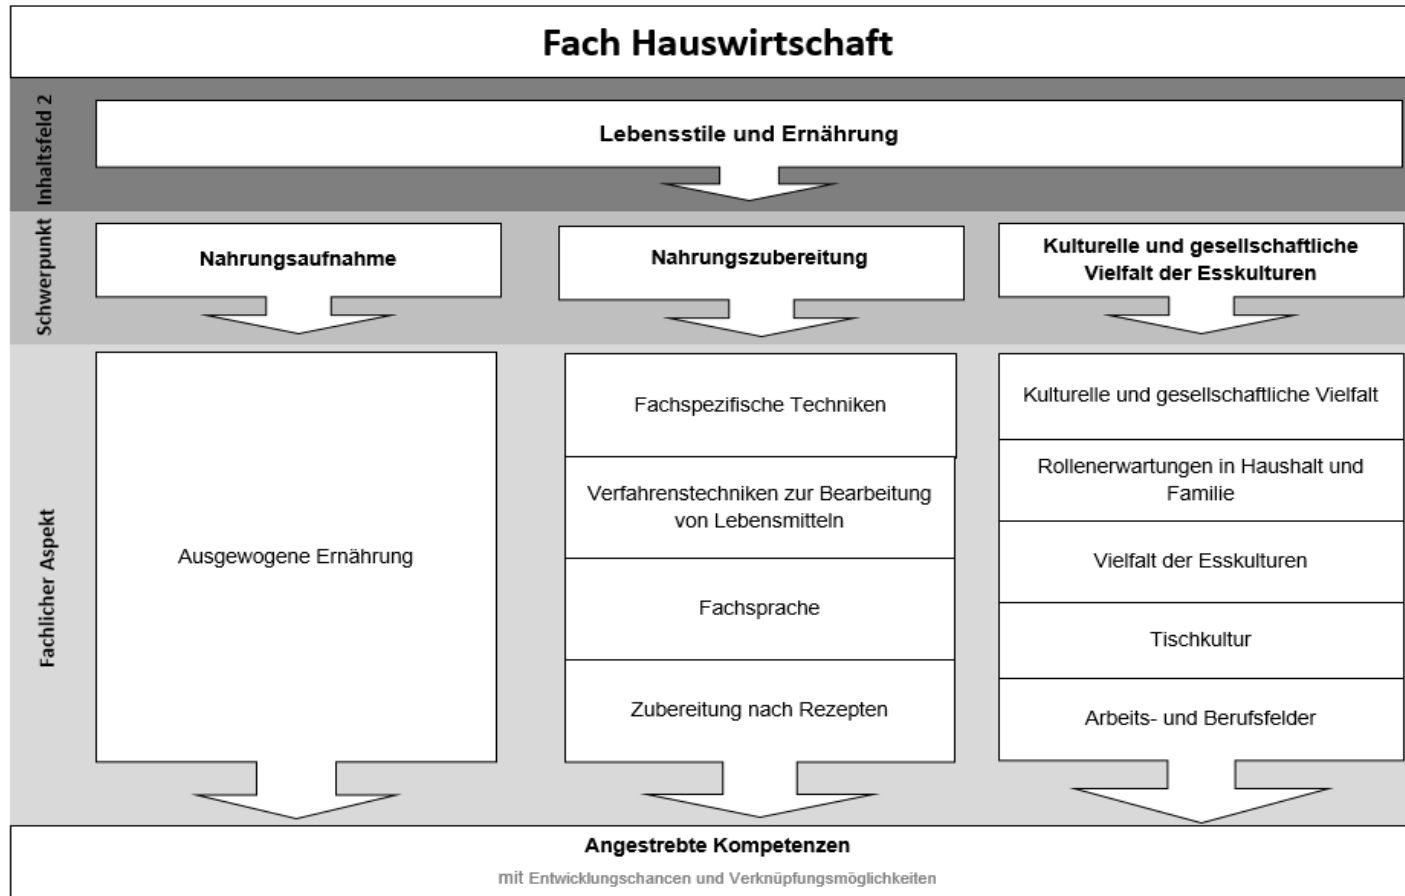 Fach Hauswirtschaft
Inhaltsfeld 2
Lebensstile und Ernährung
Schwerpunkt
Nahrungsaufnahme
Nahrungszubereitung
Kulturelle und gesellschaftliche
Vielfalt der Esskulturen
Fachlicher Aspekt
Ausgewogene Ernährung
Fachspezifische Techniken
Verfahrenstechniken zur Bearbeitung
von Lebensmitteln
Fachsprache
Zubereitung nach Rezepten
Kulturelle und gesellschaftliche Vielfalt
Rollenerwartungen in Haushalt und
Familie
Vielfalt der Esskulturen
Tischkultur
Arbeits- und Berufsfelder
Angestrebte Kompetenzen
mit Entwicklungschancen und Verknüpfungsmöglichkeiten